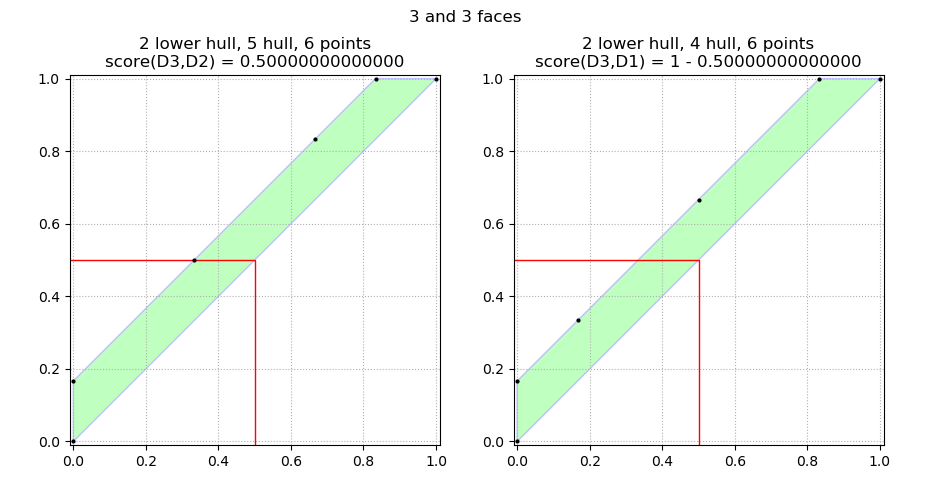 3 and 3 faces
2 lower hull, 5 hull, 6 points
score(D3,D2) = 0.50000000000000
1.0
0.8
0.6
0.4
0.2
0.0
0.0 0.2 0.4 0.6 0.8 1.0
2 lower hull, 4 hull, 6 points
score(D3,D1) = 1 - 0.50000000000000
1.0
0.8
0.6
0.4
0.2
0.0
0.0 0.2 0.4 0.6 0.8 1.0